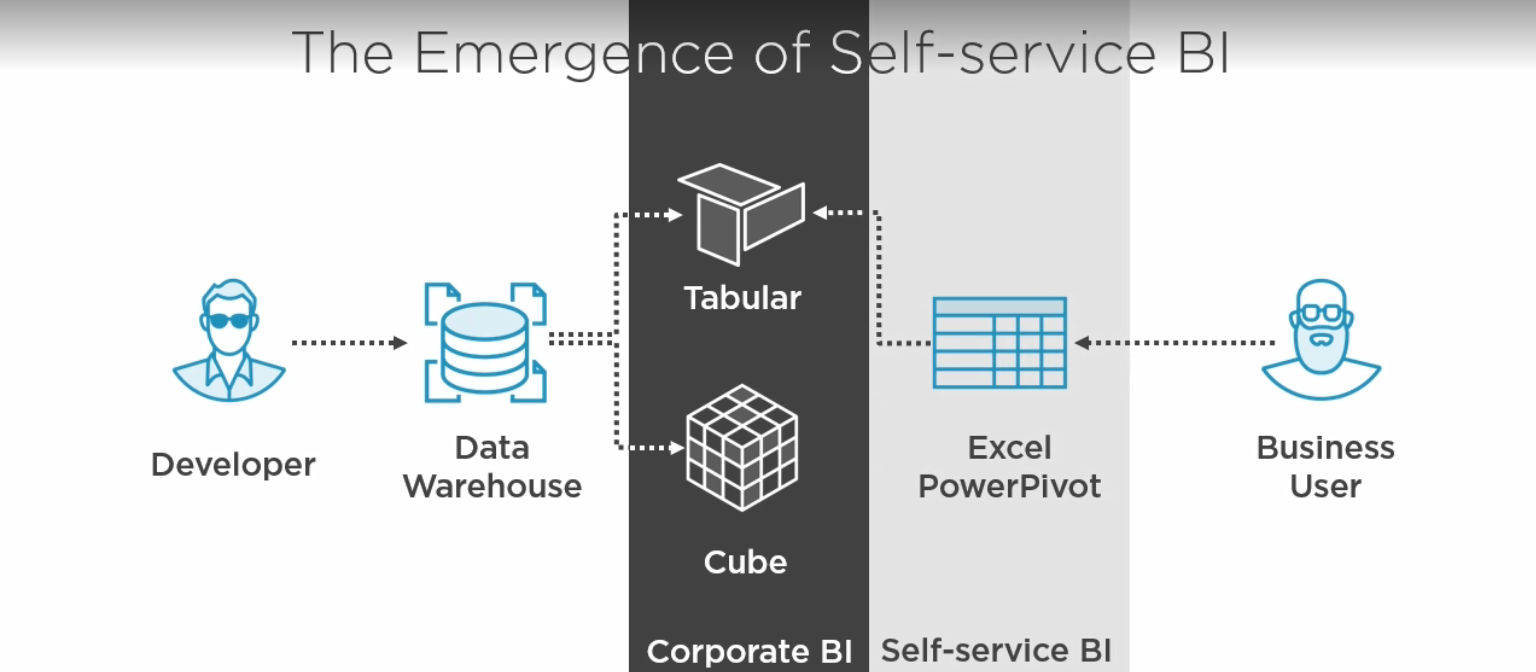 The Emergence of Self-service BI
Tabular
Developer
Data
Warehouse
Excel
PowerPivot
Business
User
Cube
Corporate BI
Self-service BI